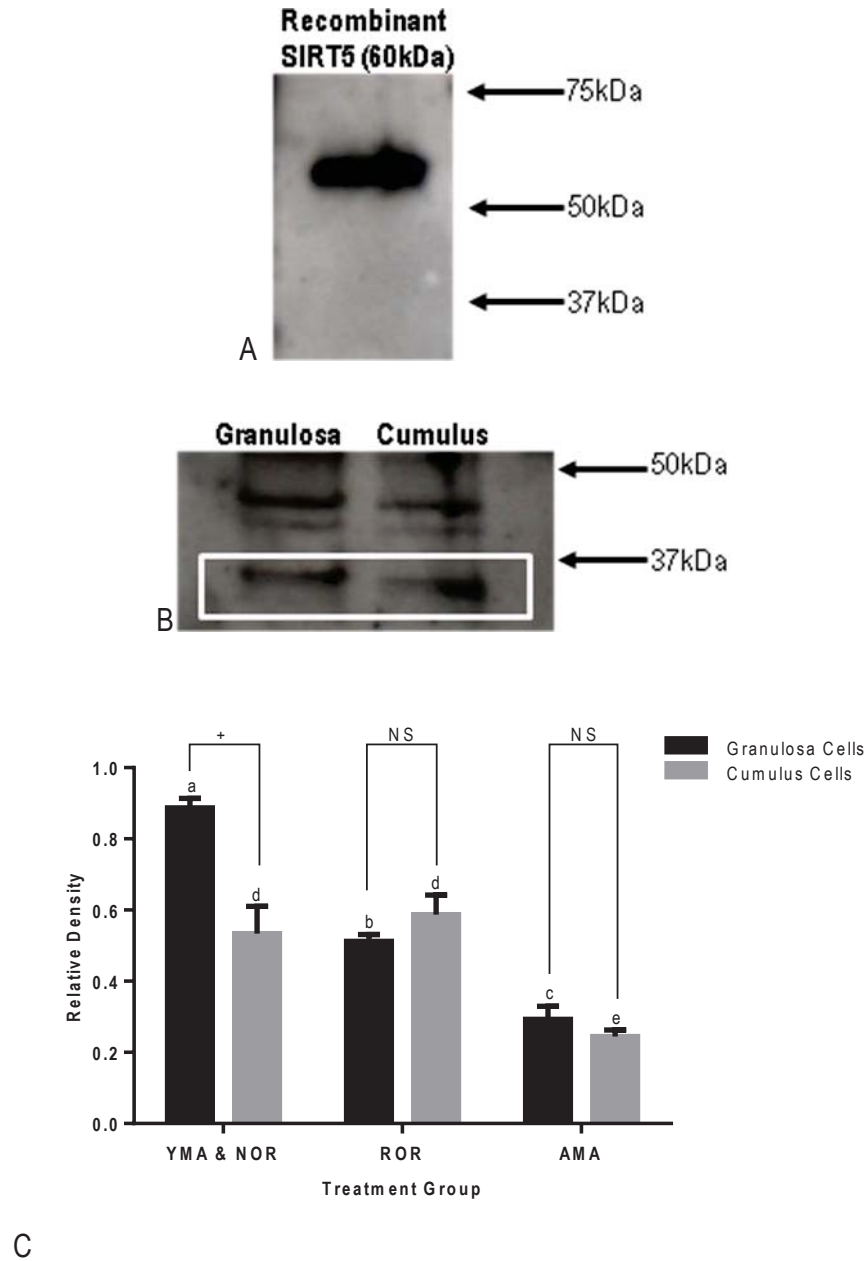 Recombinant
SIRT5 (60kDa)
75kDa
50kDa
37kDa
A
Granulosa Cumulus
50kDa
37kDa
B
+ NS NS
Granulosa Cells
Cumulus Cells
1.0
0.8
0.6
0.4
0.2
0.0
Relative Density
a
d
b
d
c
e
YMA & NOR ROR AMA
Treatment Group
C